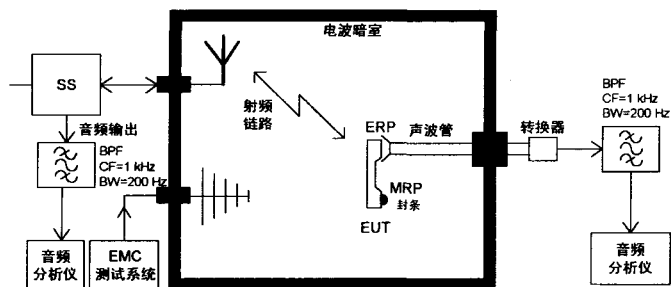 电波暗室
SS
音频输出
BPF
CF=1 kHz
BW=200 Hz
音频
分析仪
EMC
测试系统
射频
链路
ERP
声波管
MRP
封条
EUT
转换器
BPF
CF=1 kHz
BW=200 Hz
音频
分析仪